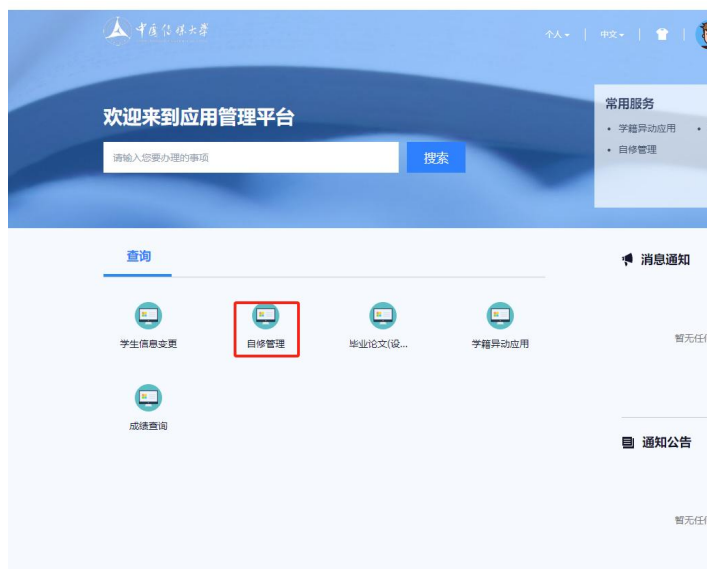 中国传媒大学
个人 | 中文 |
欢迎来到应用管理平台
请输入您要办理的事项
搜索
常用服务
• 学籍异动应用 •
• 自修管理
查询
学生信息变更
自修管理
毕业论文(设...
学籍异动应用
成绩查询
消息通知
暂无任
通知公告
暂无任